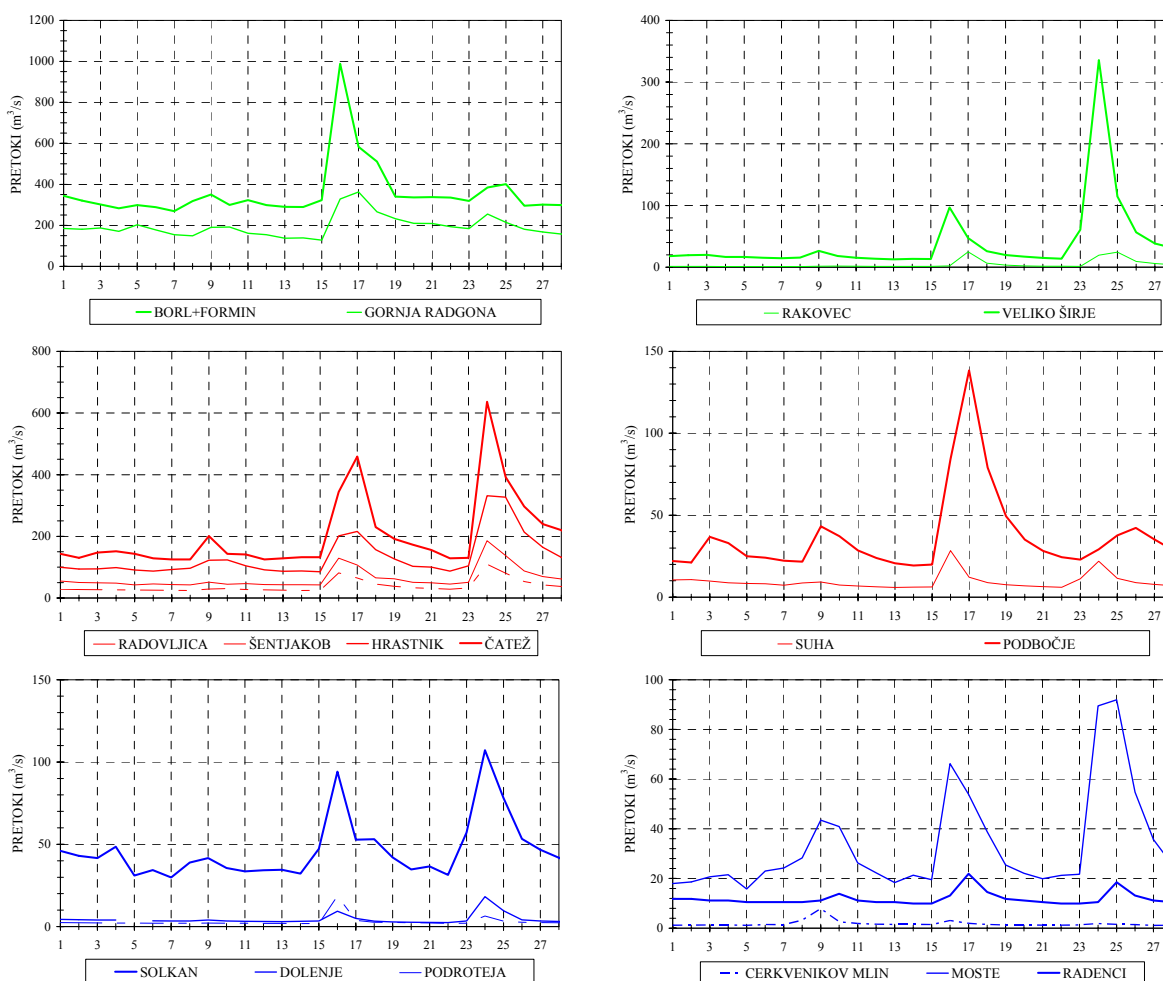 PRETOKI (m³/s)
1200
1000
800
600
400
200
0
1 3 5 7 9 11 13 15 17 19 21 23 25 27
BORL+FORMIN GORNJA RADGONA
PRETOKI (m³/s)
400
300
200
100
0
1 3 5 7 9 11 13 15 17 19 21 23 25 27
RAKOVEC VELIKO ŠIRJE
PRETOKI (m³/s)
800
600
400
200
0
1 3 5 7 9 11 13 15 17 19 21 23 25 27
RADOVLJICA ŠENTJAKOB HRASTNIK ČATEŽ
PRETOKI (m³/s)
150
100
50
0
1 3 5 7 9 11 13 15 17 19 21 23 25 27
SUHA PODBOČJE
PRETOKI (m³/s)
150
100
50
0
1 3 5 7 9 11 13 15 17 19 21 23 25 27
SOLKAN DOLENJE PODROTEJA
PRETOKI (m³/s)
100
80
60
40
20
0
1 3 5 7 9 11 13 15 17 19 21 23 25 27
CERKVENIKOV MLIN MOSTE RADENCI